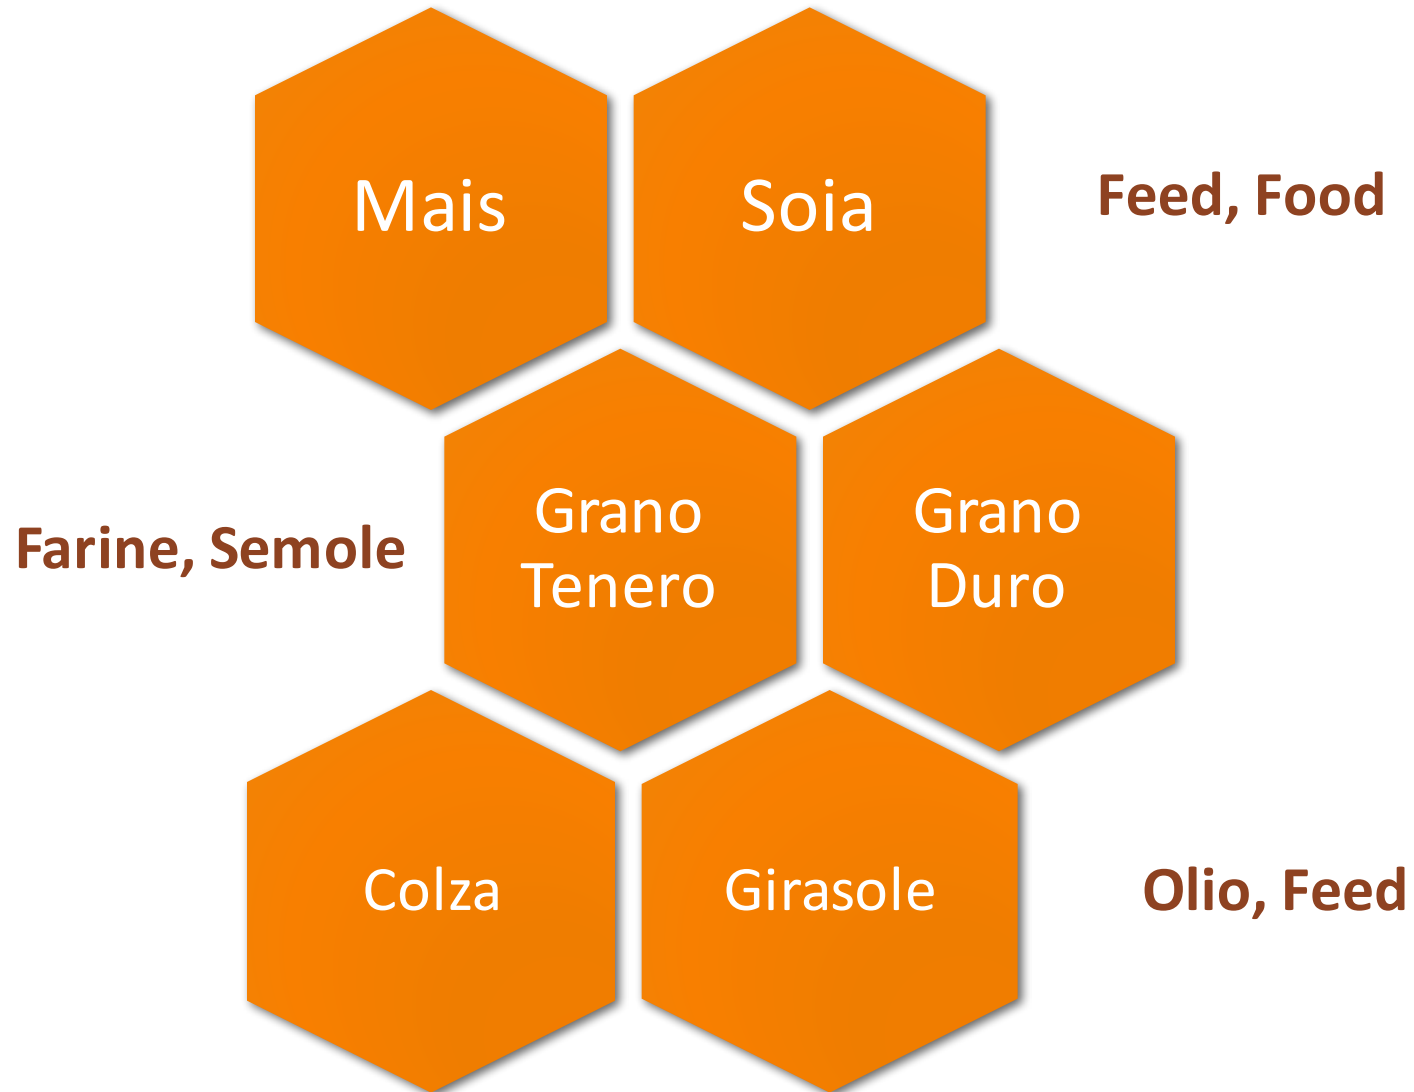 Mais
Soia
Feed, Food
Farine, Semole
Grano
Tenero
Grano
Duro
Colza
Girasole
Olio, Feed